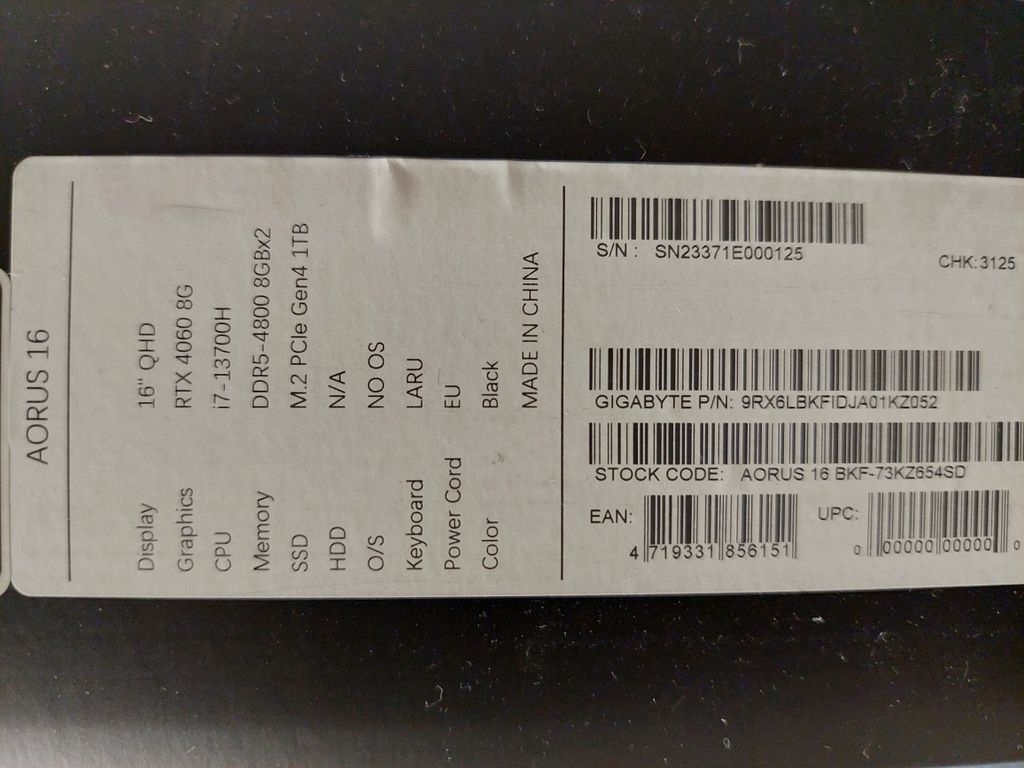 AORUS 16
Display 16" QHD
Graphics RTX 4060 8G
CPU i7-13700H
Memory DDR5-4800 8GBx2
SSD M.2 PCIe Gen4 1TB
HDD N/A
O/S NO OS
Keyboard LARU
Power Cord EU
Color Black
MADE IN CHINA
S/N : SN23371E000125
CHK:3125
GIGABYTE P/N: 9RX6LBKFIDJA01KZ052
STOCK CODE: AORUS 16 BKF-73KZ654SD
EAN: 4 719331 856151
UPC: 0 00000 00000 0